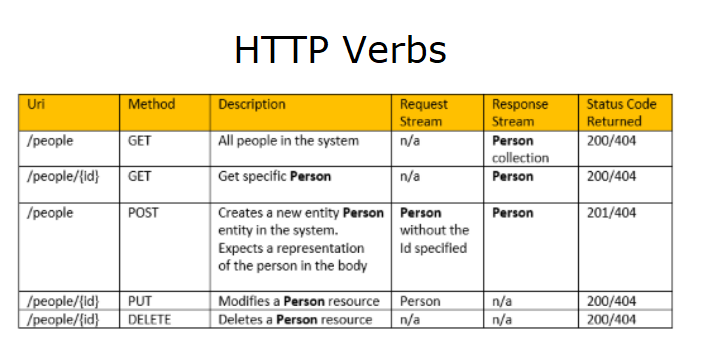 HTTP Verbs
Uri Method Description Request Stream Response Stream Status Code Returned
/people GET All people in the system n/a Person collection 200/404
/people/{id} GET Get specific Person n/a Person 200/404
/people POST Creates a new entity Person entity in the system. Expects a representation of the person in the body Person without the Id specified Person 201/404
/people/{id} PUT Modifies a Person resource Person n/a 200/404
/people/{id} DELETE Deletes a Person resource n/a n/a 200/404